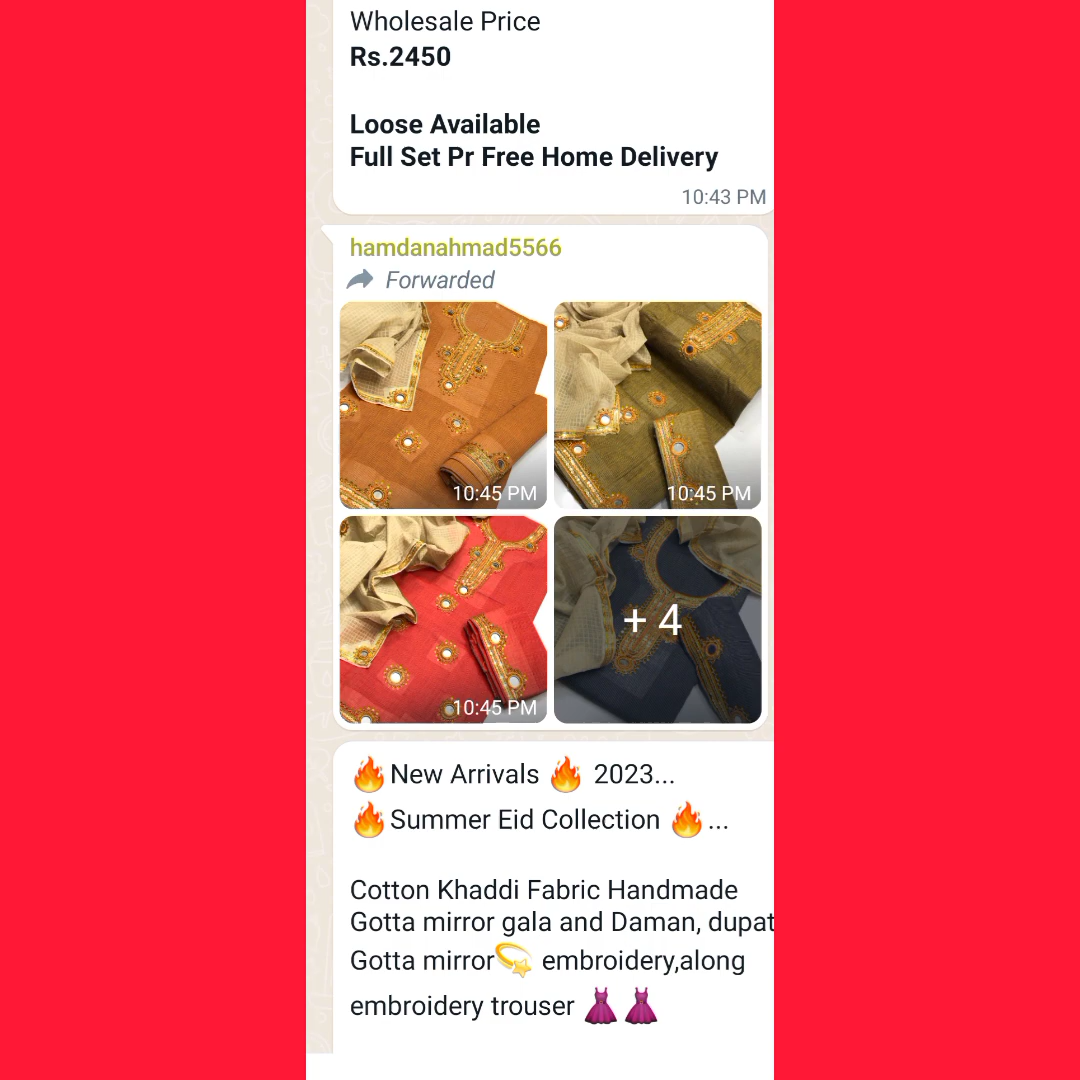 Wholesale Price
Rs.2450
Loose Available
Full Set Pr Free Home Delivery
10:43 PM
hamdanahmad5566
Forwarded
10:45 PM
10:45 PM
10:45 PM
+ 4
🔥New Arrivals 🔥 2023...
🔥Summer Eid Collection 🔥...
Cotton Khaddi Fabric Handmade
Gotta mirror gala and Daman, dupat
Gotta mirror💫 embroidery,along
embroidery trouser 👗👗